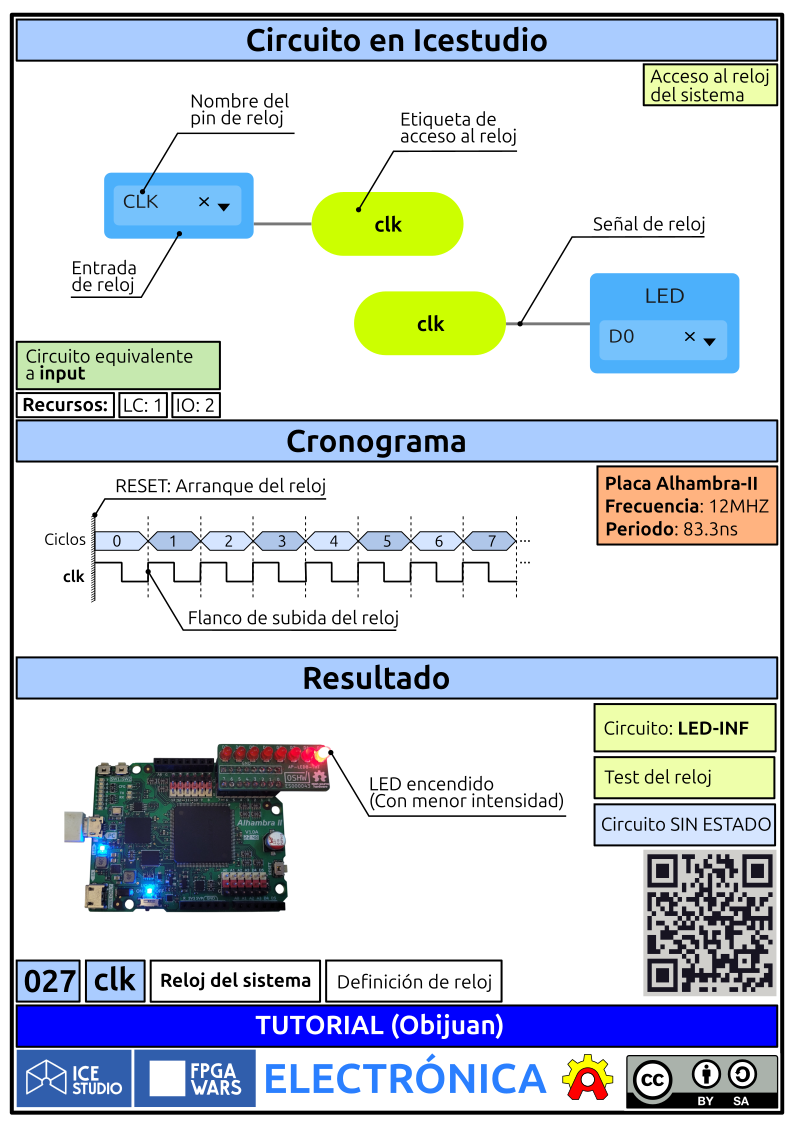 Circuito en Icestudio
Acceso al reloj
del sistema
Nombre del
pin de reloj
Etiqueta de
acceso al reloj
CLK
clk
Señal de reloj
Entrada
de reloj
clk
LED
D0
Circuito equivalente
a input
Recursos: LC: 1 IO: 2
Cronograma
RESET: Arranque del reloj
Placa Alhambra-II
Frecuencia: 12MHZ
Periodo: 83.3ns
Ciclos 0 1 2 3 4 5 6 7 ...
clk ...
Flanco de subida del reloj
Resultado
Circuito: LED-INF
Test del reloj
Circuito SIN ESTADO
LED encendido
(Con menor intensidad)
OSHW
Alhambra II
027 clk Reloj del sistema Definición de reloj
TUTORIAL (Obijuan)
ICE
STUDIO
FPGA
WARS
ELECTRÓNICA
CC
BY SA